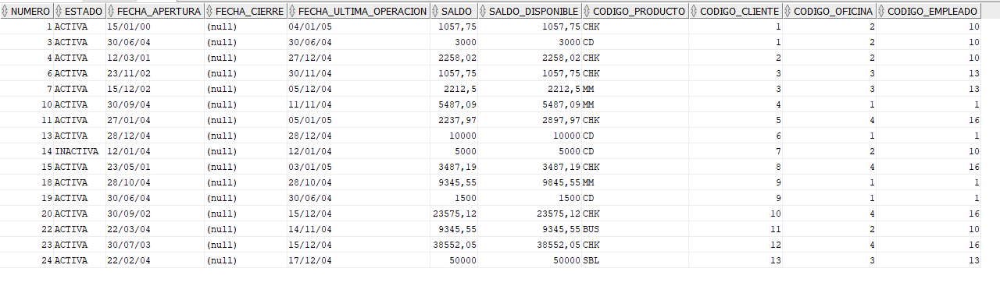 NUMERO ESTADO FECHA_APERTURA FECHA_CIERRE FECHA_ULTIMA_OPERACION SALDO SALDO_DISPONIBLE CODIGO_PRODUCTO CODIGO_CLIENTE CODIGO_OFICINA CODIGO_EMPLEADO
1 ACTIVA 15/01/00 (null) 04/01/05 1057,75 1057,75 CHK 1 2 10
3 ACTIVA 30/06/04 (null) 30/06/04 3000 3000 CD 1 2 10
4 ACTIVA 12/03/01 (null) 27/12/04 2258,02 2258,02 CHK 2 2 10
6 ACTIVA 23/11/02 (null) 30/11/04 1057,75 1057,75 CHK 3 3 13
7 ACTIVA 15/12/02 (null) 05/12/04 2212,5 2212,5 MM 3 3 13
10 ACTIVA 30/09/04 (null) 11/11/04 5487,09 5487,09 MM 4 1 1
11 ACTIVA 27/01/04 (null) 05/01/05 2237,97 2897,97 CHK 5 4 16
13 ACTIVA 28/12/04 (null) 28/12/04 10000 10000 CD 6 1 1
14 INACTIVA 12/01/04 (null) 12/01/04 5000 5000 CD 7 2 10
15 ACTIVA 23/05/01 (null) 03/01/05 3487,19 3487,19 CHK 8 4 16
18 ACTIVA 28/10/04 (null) 28/10/04 9345,55 9845,55 MM 9 1 1
19 ACTIVA 30/06/04 (null) 30/06/04 1500 1500 CD 9 1 1
20 ACTIVA 30/09/02 (null) 15/12/04 23575,12 23575,12 CHK 10 4 16
22 ACTIVA 22/03/04 (null) 14/11/04 9345,55 9345,55 BUS 11 2 10
23 ACTIVA 30/07/03 (null) 15/12/04 38552,05 38552,05 CHK 12 4 16
24 ACTIVA 22/02/04 (null) 17/12/04 50000 50000 SBL 13 3 13